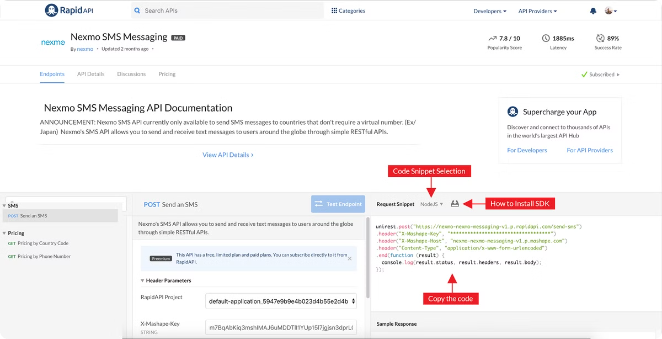 RapidAPI
Search APIs
Categories
Developers
API Providers
nexmo
Nexmo SMS Messaging PAID
By nexmo • Updated 2 months ago •
7.8 / 10
Popularity Score
1885ms
Latency
89%
Success Rate
Endpoints
API Details
Discussions
Pricing
Subscribed
Nexmo SMS Messaging API Documentation
ANNOUNCEMENT: Nexmo SMS API currently only available to send SMS messages to countries that don't require a virtual number. (Ex/
Japan) Nexmo's SMS API allows you to send and receive text messages to users around the globe through simple RESTful APIs.
View API Details >
Supercharge your App
Discover and connect to thousands of APIs
in the world's largest API Hub
For Developers
For API Providers
Code Snippet Selection
SMS
POST Send an SMS
Pricing
GET Pricing by Country Code
GET Pricing by Phone Number
POST Send an SMS
Test Endpoint
Nexmo's SMS API allows you to send and receive text messages to users around the globe
through simple RESTful APIs.
Freemium
This API has a free, limited plan and paid plans. You can subscribe directly to it from
RapidAPI.
Header Parameters
RapidAPI Project
default-application_5947e9b9e4b023d4b55e2d4b
X-Mashape-Key
STRING
Request Snippet
NodeJS
How to Install SDK
unirest.post("https://nexmo-nexmo-messaging-v1.p.rapidapi.com/send-sms")
.header("X-Mashape-Key",
.header("X-Mashape-Host", "nexmo-nexmo-messaging-v1.p.mashape.com")
.header("Content-Type", "application/x-www-form-urlencoded")
.end(function (result) {
console.log(result.status, result.headers, result.body);
});
Copy the code
Sample Response